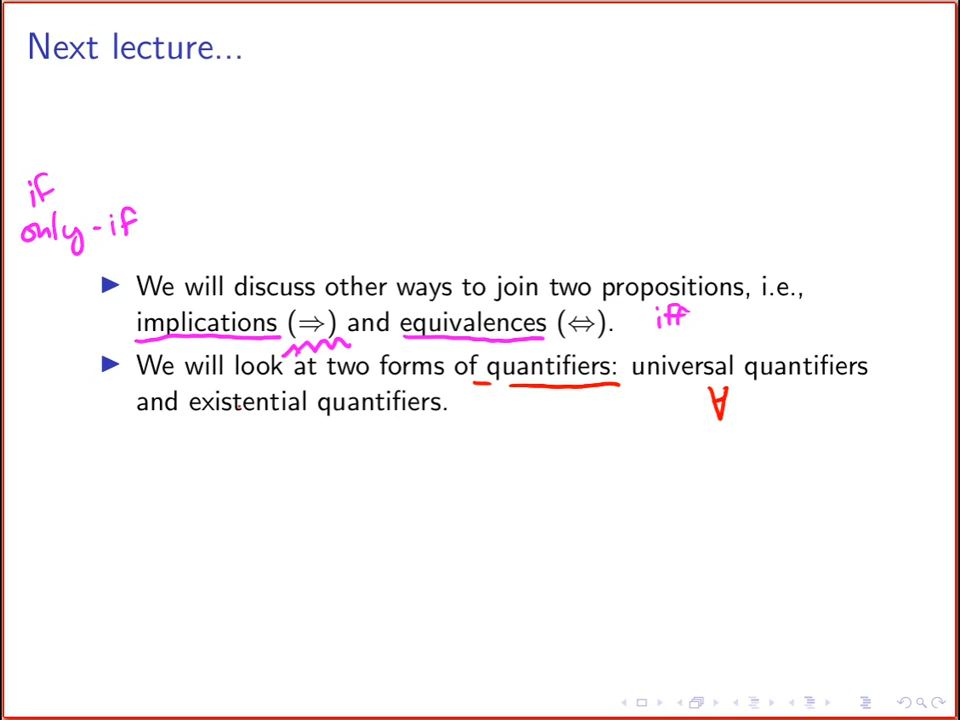 Next lecture...
if
only-if
▶ We will discuss other ways to join two propositions, i.e.,
implications (⇒) and equivalences (⇔). iff
▶ We will look at two forms of quantifiers: universal quantifiers
and existential quantifiers. ∀